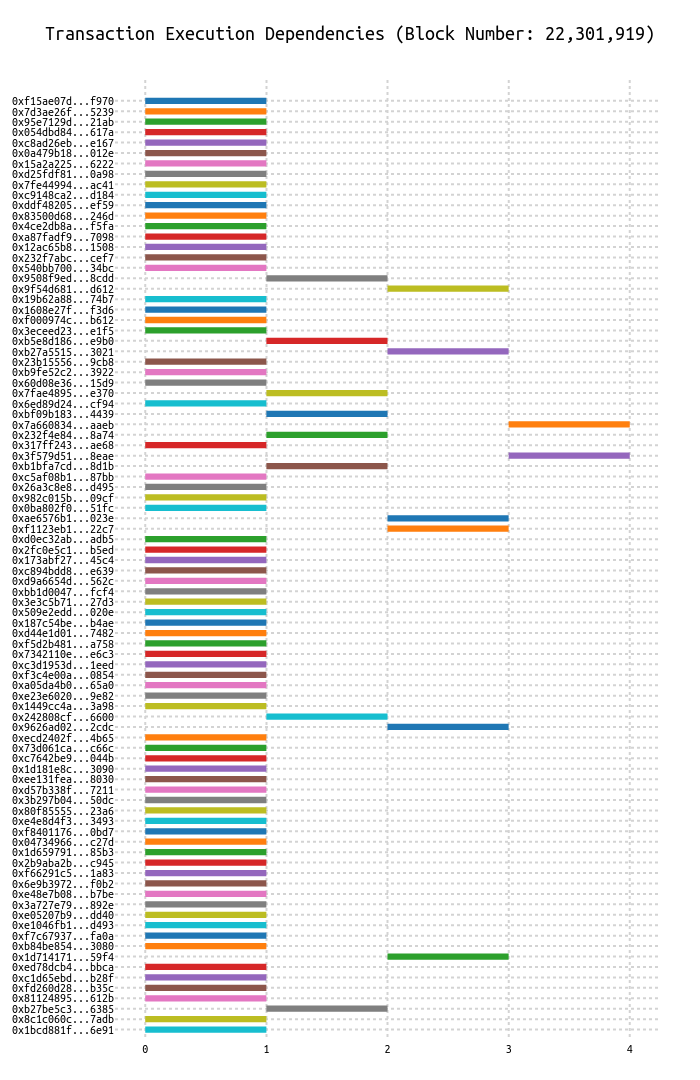 Transaction Execution Dependencies (Block Number: 22,301,919)
0xf15ae07d...f970
0x7d3ae26f...5239
0x95e7129d...21ab
0x054dbd84...617a
0xc8ad26eb...e167
0x0a479b18...012e
0x15a2a225...6222
0xd25fdf81...0a98
0x7fe44994...ac41
0xc9148ca2...d184
0xddf48205...ef59
0x83500d68...246d
0x4ce2db8a...f5fa
0xa87fadf9...7098
0x12ac65b8...1508
0x232f7abc...cef7
0x540bb700...34bc
0x9508f9ed...8cdd
0x9f54d681...d612
0x19b62a88...74b7
0x1608e27f...f3d6
0xf000974c...b612
0x3eceed23...e1f5
0xb5e8d186...e9b0
0xb27a5515...3021
0x23b15556...9cb8
0xb9fe52c2...3922
0x60d08e36...15d9
0x7fae4895...e370
0x6ed89d24...cf94
0xbf09b183...4439
0x7a660834...aaeb
0x232f4e84...8a74
0x317ff243...ae68
0x3f579d51...8eae
0xb1bfa7cd...8d1b
0xc5af08b1...87bb
0x26a3c8e8...d495
0x982c015b...09cf
0x0ba802f0...51fc
0xae6576b1...023e
0xf1123eb1...22c7
0xd0ec32ab...adb5
0x2fc0e5c1...b5ed
0x173abf27...45c4
0xc894bdd8...e639
0xd9a6654d...562c
0xbb1d0047...fcf4
0x3e3c5b71...27d3
0x509e2edd...020e
0x187c54be...b4ae
0xd44e1d01...7482
0xf5d2b481...a758
0x7342110e...e6c3
0xc3d1953d...1eed
0xf3c4e00a...0854
0xa05da4b0...65a0
0xe23e6020...9e82
0x1449cc4a...3a98
0x242808cf...6600
0x9626ad02...2cdc
0xecd2402f...4b65
0x73d061ca...c66c
0xc7642be9...044b
0x1d181e8c...3090
0xee131fea...8030
0xd57b338f...7211
0x3b297b04...50dc
0x80f85555...23a6
0xe4e8d4f3...3493
0xf8401176...0bd7
0x04734966...c27d
0x1d659791...85b3
0x2b9aba2b...c945
0xf66291c5...1a83
0x6e9b3972...f0b2
0xe48e7b08...b7be
0x3a727e79...892e
0xe05207b9...dd40
0xe1046fb1...d493
0xf7c67937...fa0a
0xb84be854...3080
0x1d714171...59f4
0xed78dcb4...bbca
0xc1d65ebd...b28f
0xfd260d28...b35c
0x81124895...612b
0xb27be5c3...6385
0x8c1c060c...7adb
0x1bcd881f...6e91
0 1 2 3 4